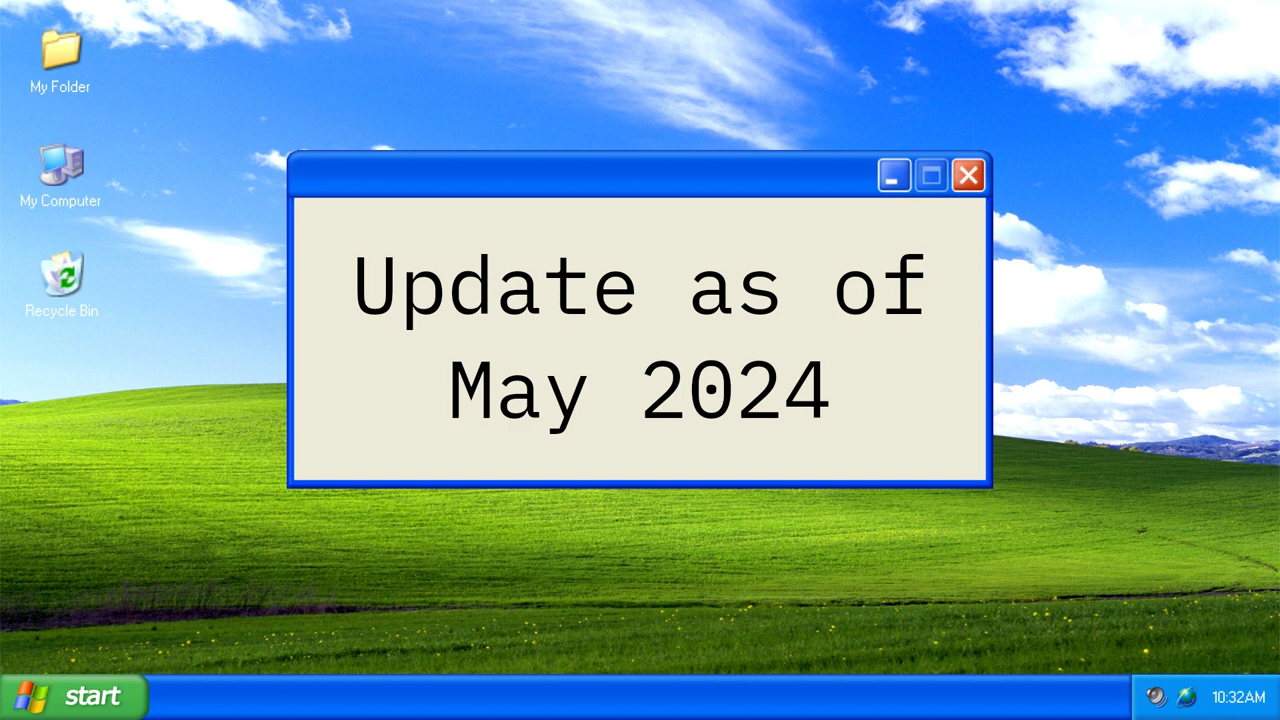 My Folder
My Computer
Recycle Bin
Update as of
May 2024
start
10:32AM